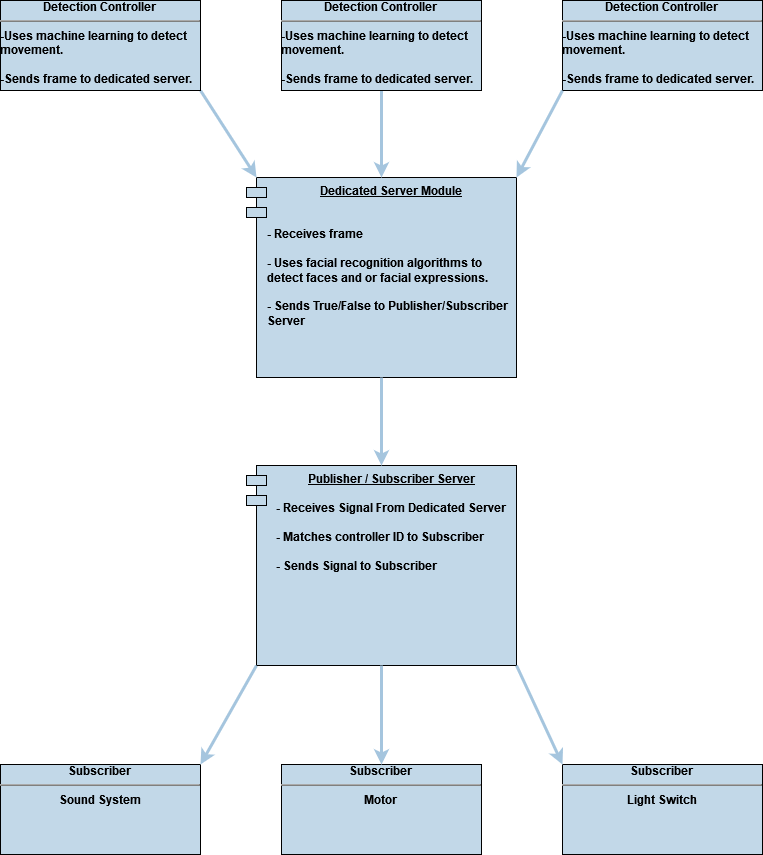 Detection Controller
-Uses machine learning to detect
movement.
-Sends frame to dedicated server.
Detection Controller
-Uses machine learning to detect
movement.
-Sends frame to dedicated server.
Detection Controller
-Uses machine learning to detect
movement.
-Sends frame to dedicated server.
Dedicated Server Module
- Receives frame
- Uses facial recognition algorithms to
detect faces and or facial expressions.
- Sends True/False to Publisher/Subscriber
Server
Publisher / Subscriber Server
- Receives Signal From Dedicated Server
- Matches controller ID to Subscriber
- Sends Signal to Subscriber
Subscriber
Sound System
Subscriber
Motor
Subscriber
Light Switch